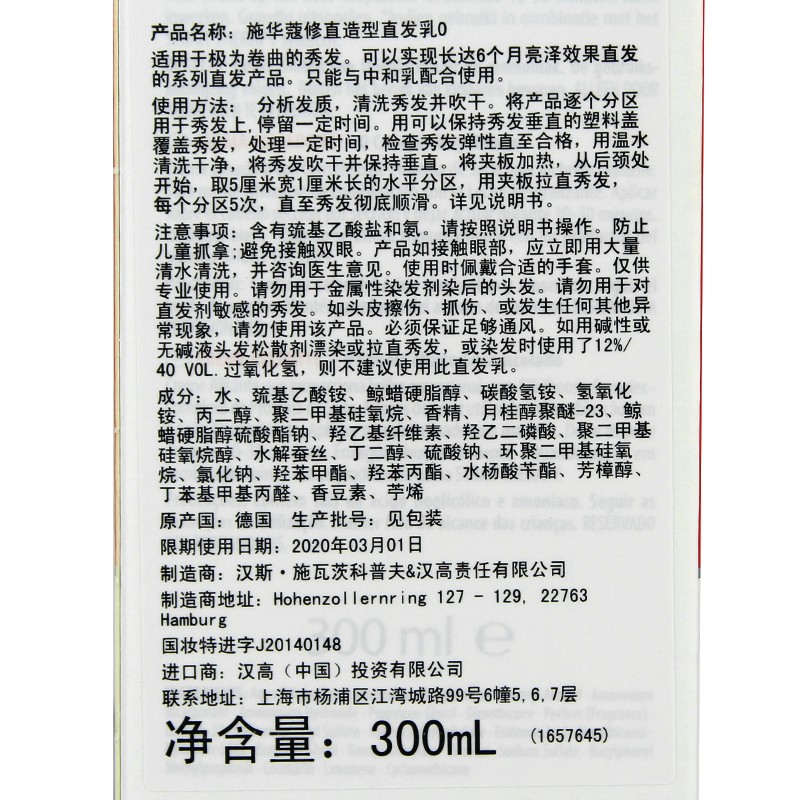 产品名称: 施华蔻修直造型直发乳0
适用于极为卷曲的秀发。可以实现长达6个月亮泽效果直发
的系列直发产品。只能与中和乳配合使用。
使用方法: 分析发质，清洗秀发并吹干。将产品逐个分区
用于秀发上,停留一定时间。用可以保持秀发垂直的塑料盖
覆盖秀发，处理一定时间，检查秀发弹性直至合格，用温水
清洗干净，将秀发吹干并保持垂直。将夹板加热，从后颈处
开始，取5厘米宽1厘米长的水平分区，用夹板拉直秀发，
每个分区5次，直至秀发彻底顺滑。详见说明书。
注意事项: 含有巯基乙酸盐和氨。请按照说明书操作。防止
儿童抓拿;避免接触双眼。产品如接触眼部，应立即用大量
清水清洗，并咨询医生意见。使用时佩戴合适的手套。仅供
专业使用。请勿用于金属性染发剂染后的头发。请勿用于对
直发剂敏感的秀发。如头皮擦伤、抓伤、或发生任何其他异
常现象，请勿使用该产品。必须保证足够通风。如用碱性或
无碱液头发松散剂漂染或拉直秀发，或染发时使用了12%/
40 VOL.过氧化氢，则不建议使用此直发乳。
成分: 水、巯基乙酸铵、鲸蜡硬脂醇、碳酸氢铵、氢氧化
铵、丙二醇、聚二甲基硅氧烷、香精、月桂醇聚醚-23、鲸
蜡硬脂醇硫酸酯钠、羟乙基纤维素、羟乙二磷酸、聚二甲基
硅氧烷醇、水解蚕丝、丁二醇、硫酸钠、环聚二甲基硅氧
烷、氯化钠、羟苯甲酯、羟苯丙酯、水杨酸苄酯、芳樟醇、
丁苯基甲基丙醛、香豆素、苧烯
原产国: 德国 生产批号: 见包装
限期使用日期: 2020年03月01日
制造商: 汉斯·施瓦茨科普夫&汉高责任有限公司
制造商地址: Hohenzollernring 127 - 129, 22763
Hamburg
国妆特进字J20140148
进口商: 汉高（中国）投资有限公司
联系地址: 上海市杨浦区江湾城路99号6幢5,6,7层
300 ml e
净含量: 300mL (1657645)